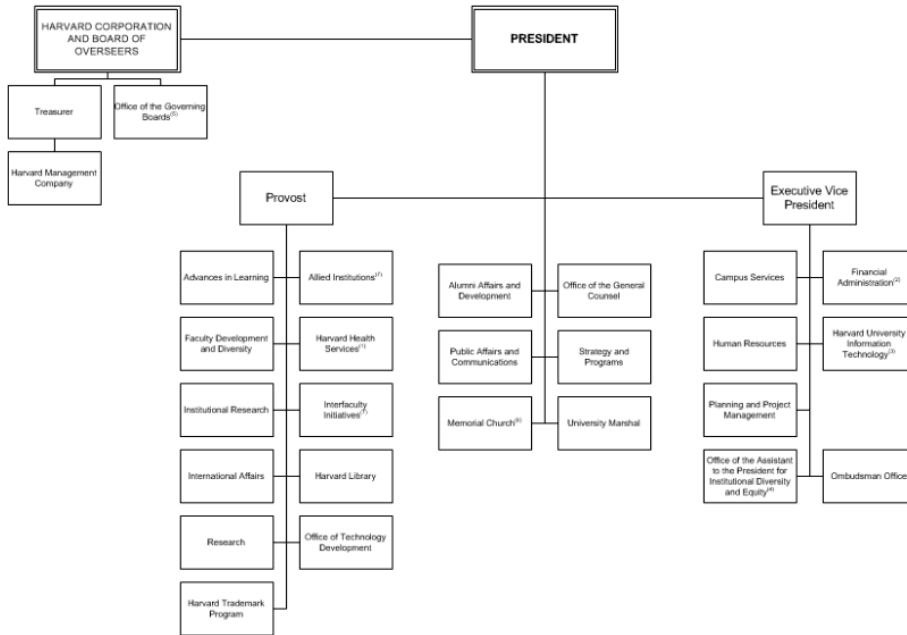 HARVARD CORPORATION
AND BOARD OF
OVERSEERS
PRESIDENT
Treasurer
Office of the Governing
Boards(5)
Harvard Management
Company
Provost
Executive Vice
President
Advances in Learning
Allied Institutions(7)
Alumni Affairs and
Development
Office of the General
Counsel
Campus Services
Financial
Administration(2)
Faculty Development
and Diversity
Harvard Health
Services(1)
Public Affairs and
Communications
Strategy and
Programs
Human Resources
Harvard University
Information
Technology(3)
Institutional Research
Interfaculty
Initiatives(7)
Memorial Church(6)
University Marshal
Planning and Project
Management
International Affairs
Harvard Library
Office of the Assistant
to the President for
Institutional Diversity
and Equity(4)
Ombudsman Office
Research
Office of Technology
Development
Harvard Trademark
Program